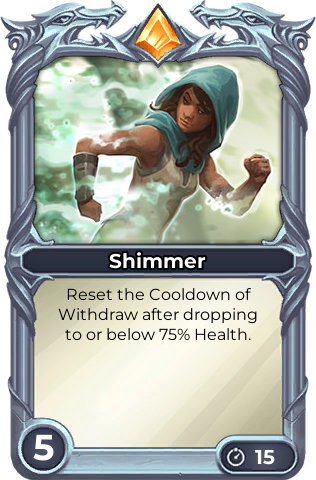 Shimmer
Reset the Cooldown of
Withdraw after dropping
to or below 75% Health.
5
15